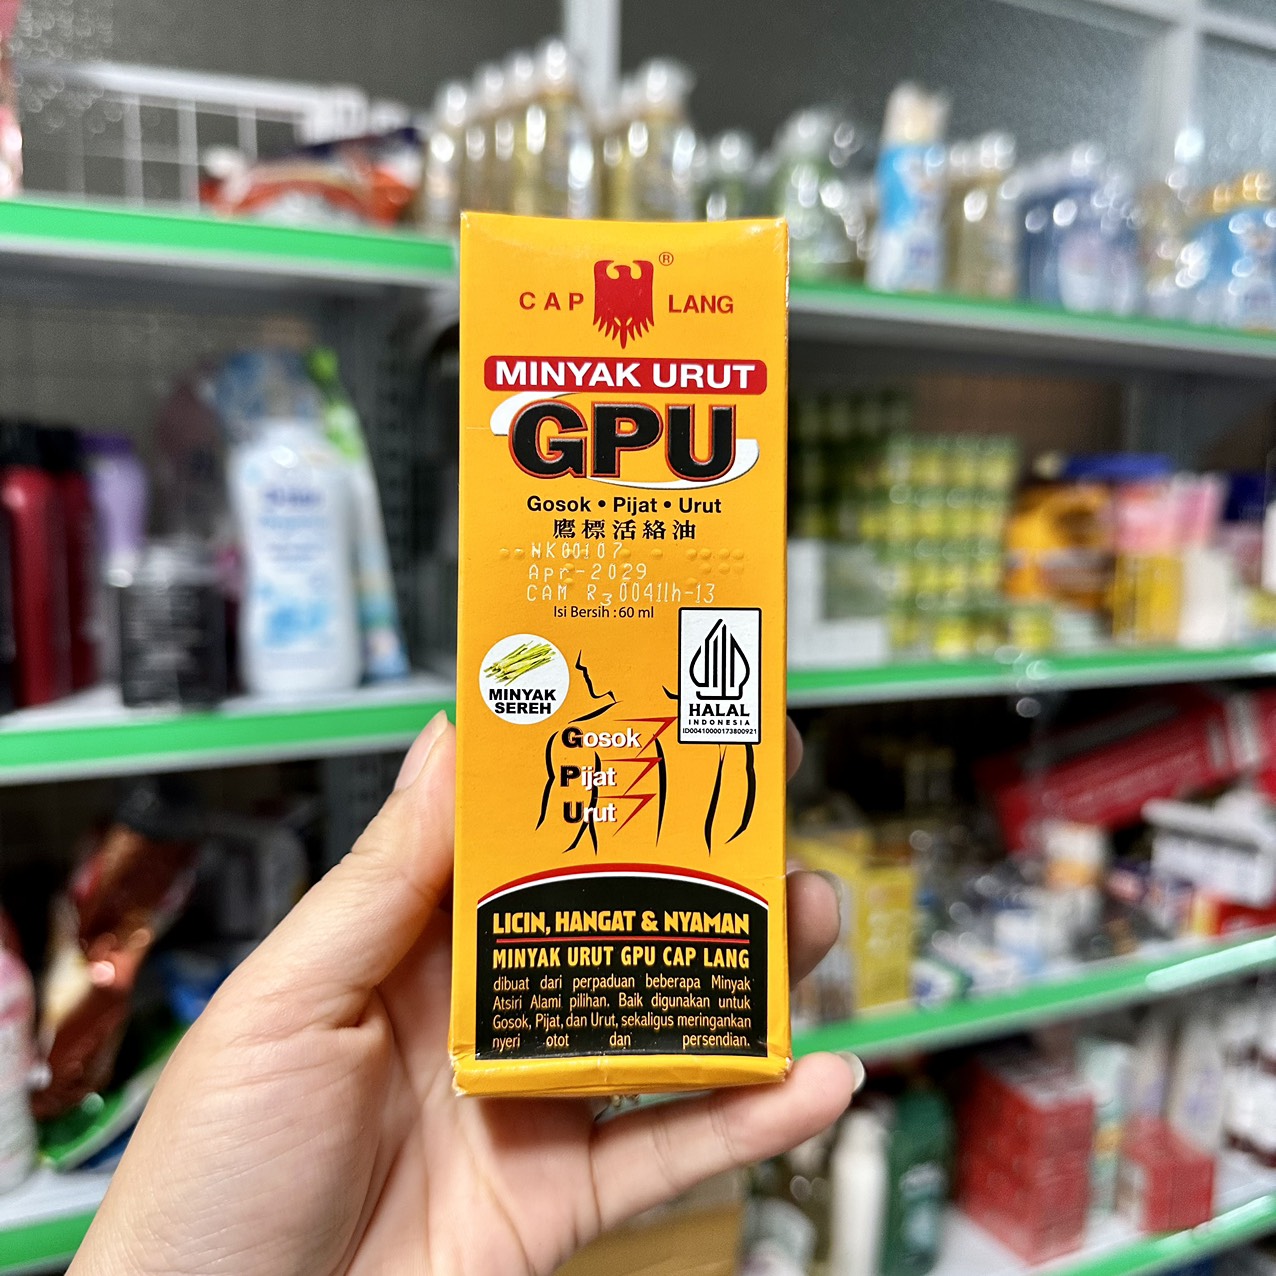 CAP LANG ®
MINYAK URUT
GPU
Gosok • Pijat • Urut
鷹標活絡油
NK00107
Apr-2029
CAM R3 0041lh-13
Isi Bersih : 60 ml
MINYAK
SEREH
HALAL
INDONESIA
ID00410000173800921
Gosok
Pijat
Urut
LICIN, HANGAT & NYAMAN
MINYAK URUT GPU CAP LANG
dibuat dari perpaduan beberapa Minyak
Atsiri Alami pilihan. Baik digunakan untuk
Gosok, Pijat, dan Urut, sekaligus meringankan
nyeri otot dan persendian.